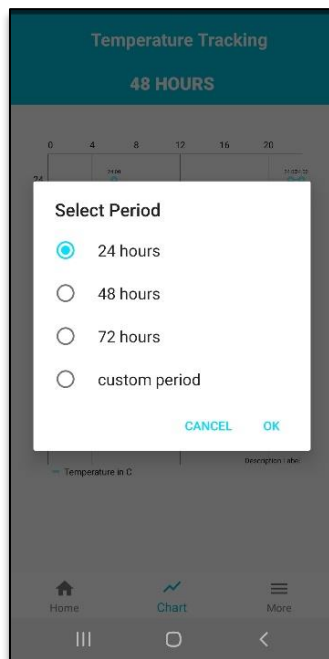 Temperature Tracking
48 HOURS
0 4 8 12 16 20
24
Select Period
24 hours
48 hours
72 hours
custom period
CANCEL OK
Description Label
Temperature in C
Home Chart More